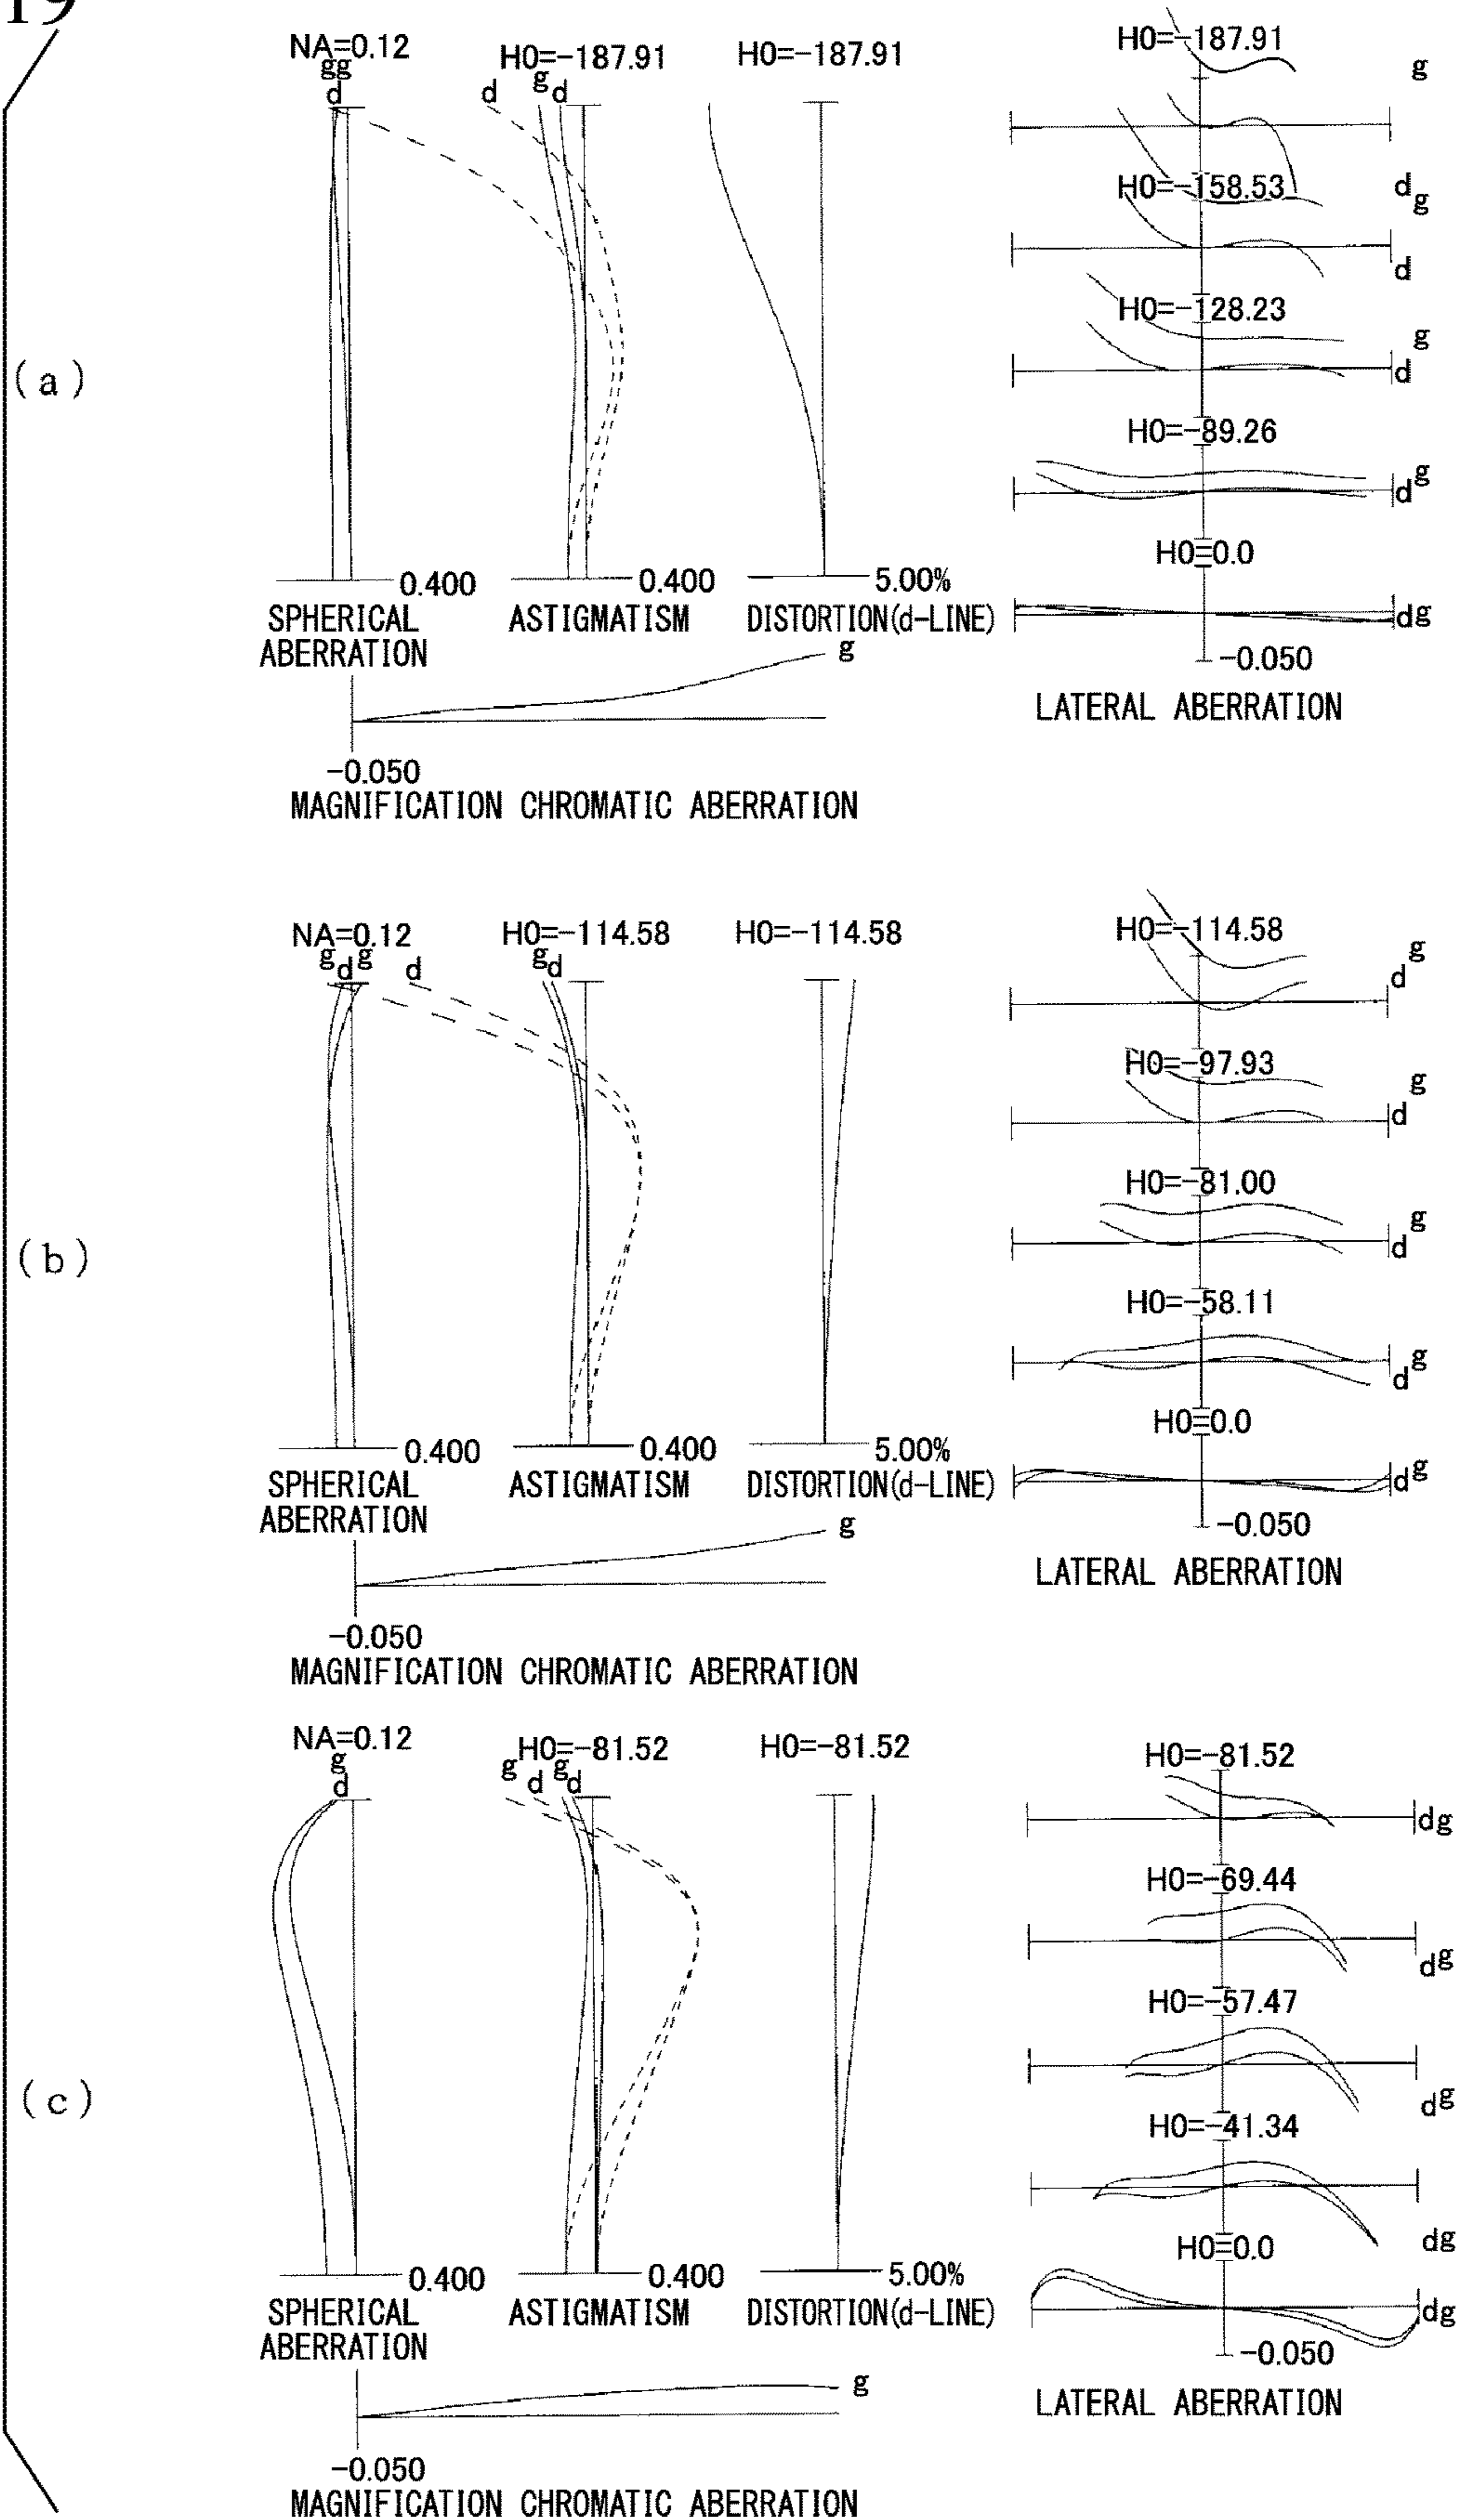 19
(a)
NA=0.12
gg
d
H0=-187.91
d g d
H0=-187.91
0.400
SPHERICAL
ABERRATION
0.400
ASTIGMATISM
5.00%
DISTORTION(d-LINE)
g
-0.050
MAGNIFICATION CHROMATIC ABERRATION
H0=-187.91
g
d
H0=-158.53
g
d
H0=-128.23
g
d
H0=-89.26
dg
H0=0.0
dg
-0.050
LATERAL ABERRATION
(b)
NA=0.12
g d g d
H0=-114.58
gd
H0=-114.58
0.400
SPHERICAL
ABERRATION
0.400
ASTIGMATISM
5.00%
DISTORTION(d-LINE)
g
-0.050
MAGNIFICATION CHROMATIC ABERRATION
H0=-114.58
dg
H0=-97.93
g
d
H0=-81.00
g
d
H0=-58.11
g
d
H0=0.0
dg
-0.050
LATERAL ABERRATION
(c)
NA=0.12
g
d
H0=-81.52
g d g d
H0=-81.52
0.400
SPHERICAL
ABERRATION
0.400
ASTIGMATISM
5.00%
DISTORTION(d-LINE)
g
-0.050
MAGNIFICATION CHROMATIC ABERRATION
H0=-81.52
dg
H0=-69.44
dg
H0=-57.47
dg
H0=-41.34
dg
H0=0.0
dg
-0.050
LATERAL ABERRATION